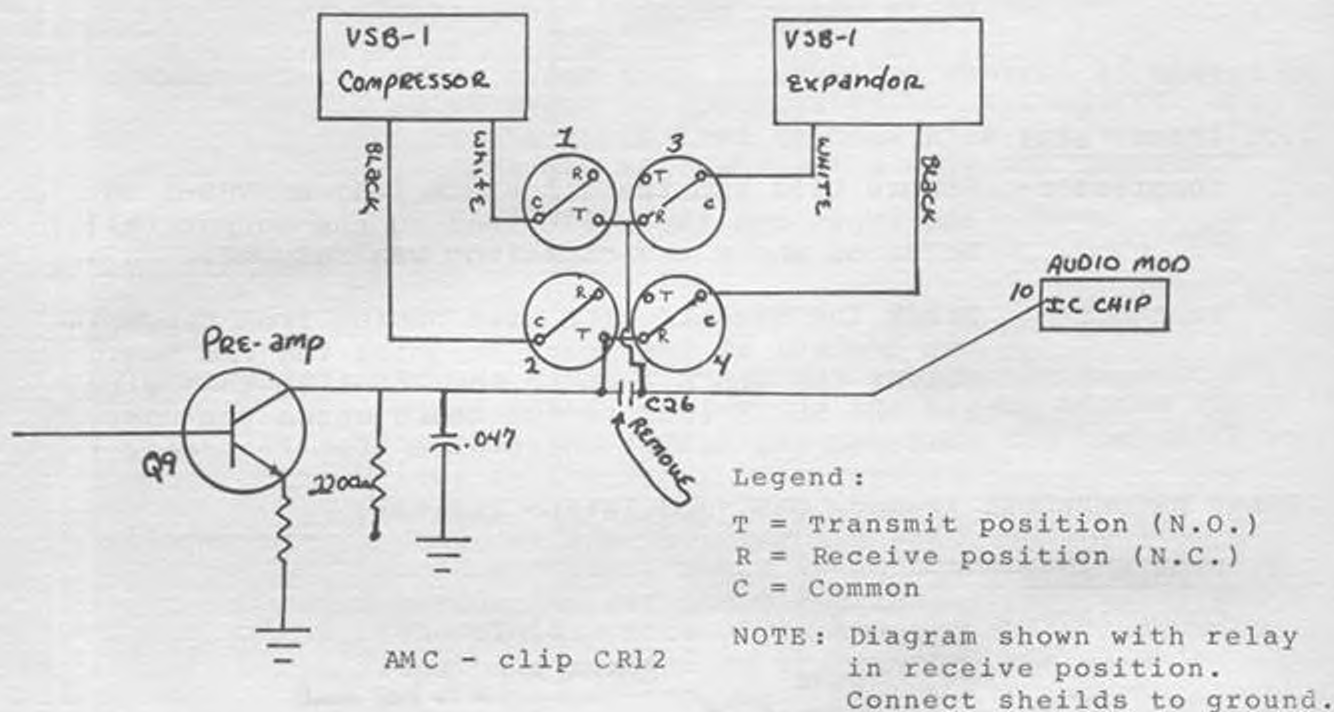 VSB-1
COMPRESSOR
VSB-1
Expandor
BLACK
WHITE
1
R
C
T
3
T
C
R
WHITE
BLACK
R
C
T
2
T
C
R
4
AUDIO MOD
10
IC CHIP
PRE-amp
Q9
2200Ω
.047
C26
REMOVE
Legend:
T = Transmit position (N.O.)
R = Receive position (N.C.)
C = Common
NOTE: Diagram shown with relay
in receive position.
Connect sheilds to ground.
AMC - clip CR12